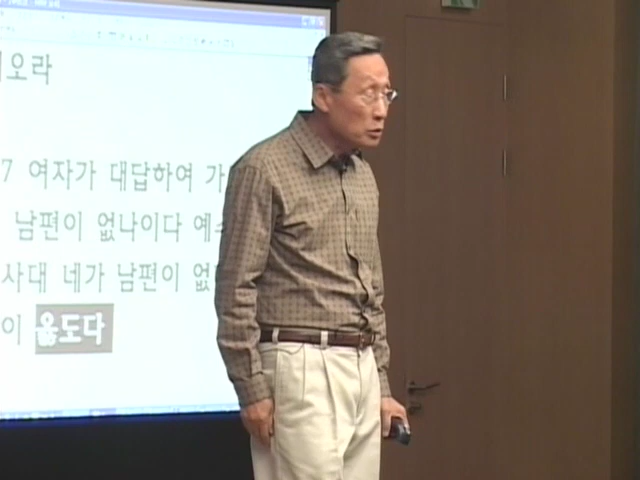 오라
7 여자가 대답하여 가
남편이 없나이다 예
사대 네가 남편이 없
이 옳도다